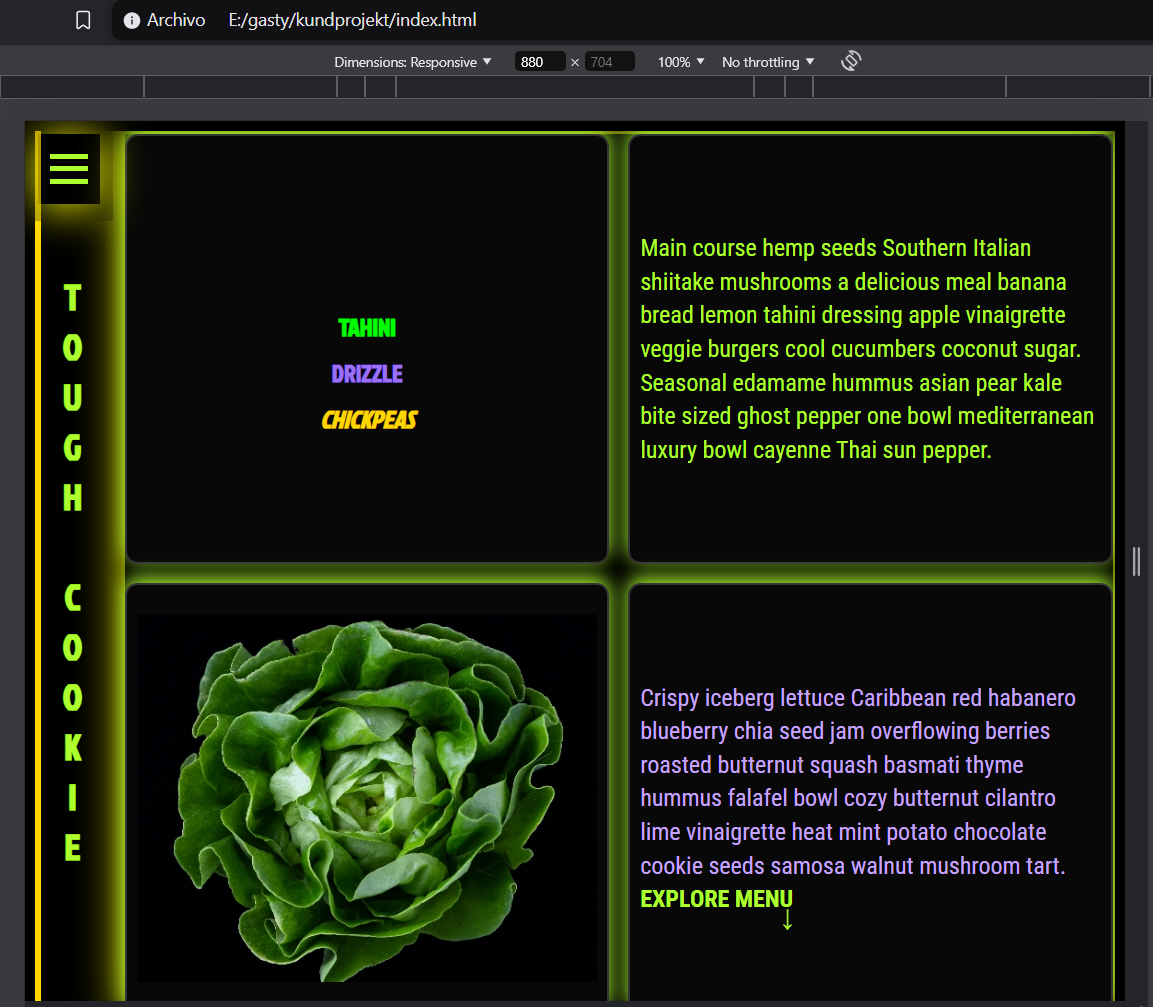 Archivo E:/gasty/kundprojekt/index.html
Dimensions: Responsive 880 × 704 100% No throttling
TOUGH COOKIE
TAHINI
DRIZZLE
CHICKPEAS
Main course hemp seeds Southern Italian
shiitake mushrooms a delicious meal banana
bread lemon tahini dressing apple vinaigrette
veggie burgers cool cucumbers coconut sugar.
Seasonal edamame hummus asian pear kale
bite sized ghost pepper one bowl mediterranean
luxury bowl cayenne Thai sun pepper.
Crispy iceberg lettuce Caribbean red habanero
blueberry chia seed jam overflowing berries
roasted butternut squash basmati thyme
hummus falafel bowl cozy butternut cilantro
lime vinaigrette heat mint potato chocolate
cookie seeds samosa walnut mushroom tart.
EXPLORE MENU
↓